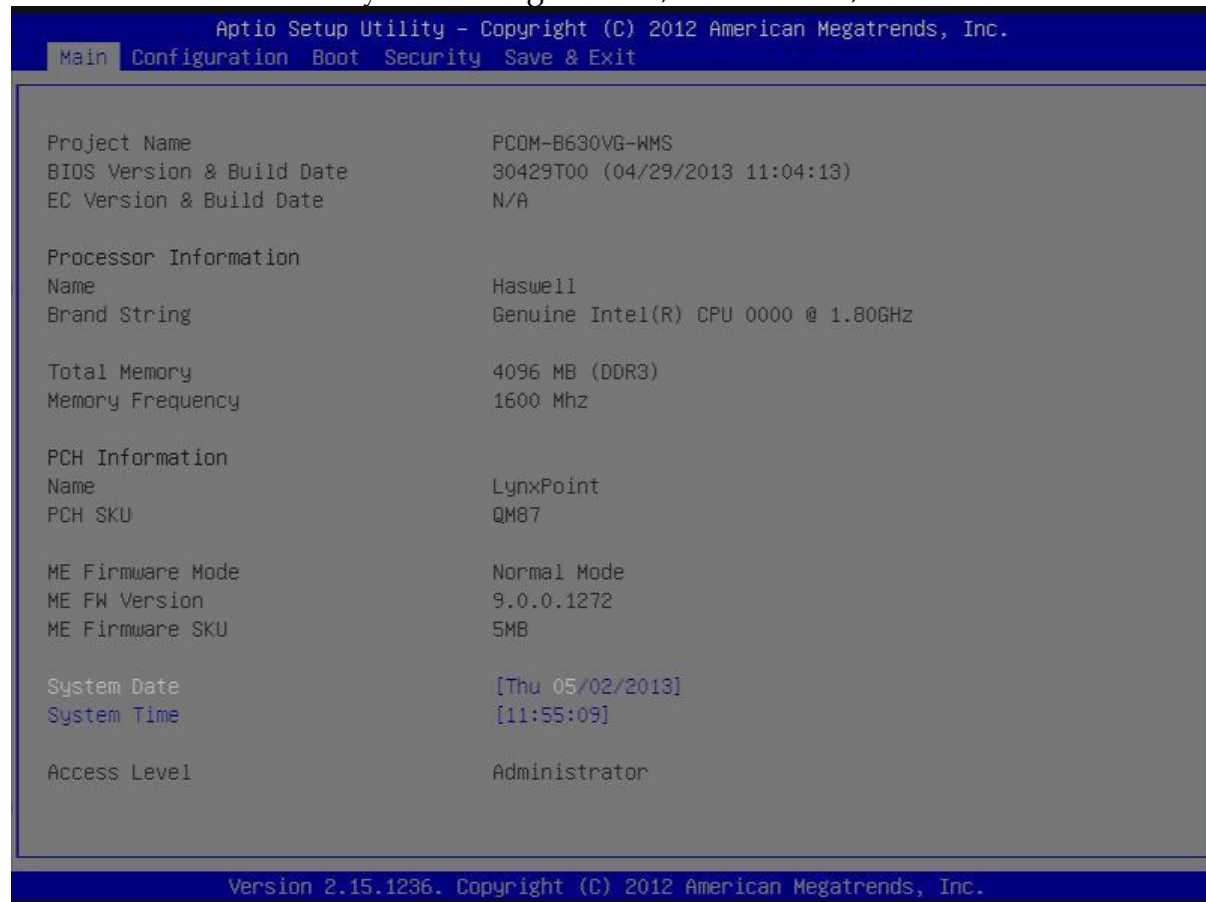 Aptio Setup Utility – Copyright (C) 2012 American Megatrends, Inc.
Main Configuration Boot Security Save & Exit
Project Name PCOM-B630VG-WMS
BIOS Version & Build Date 30429T00 (04/29/2013 11:04:13)
EC Version & Build Date N/A
Processor Information
Name Haswell
Brand String Genuine Intel(R) CPU 0000 @ 1.80GHz
Total Memory 4096 MB (DDR3)
Memory Frequency 1600 Mhz
PCH Information
Name LynxPoint
PCH SKU QM87
ME Firmware Mode Normal Mode
ME FW Version 9.0.0.1272
ME Firmware SKU 5MB
System Date [Thu 05/02/2013]
System Time [11:55:09]
Access Level Administrator
Version 2.15.1236. Copyright (C) 2012 American Megatrends, Inc.